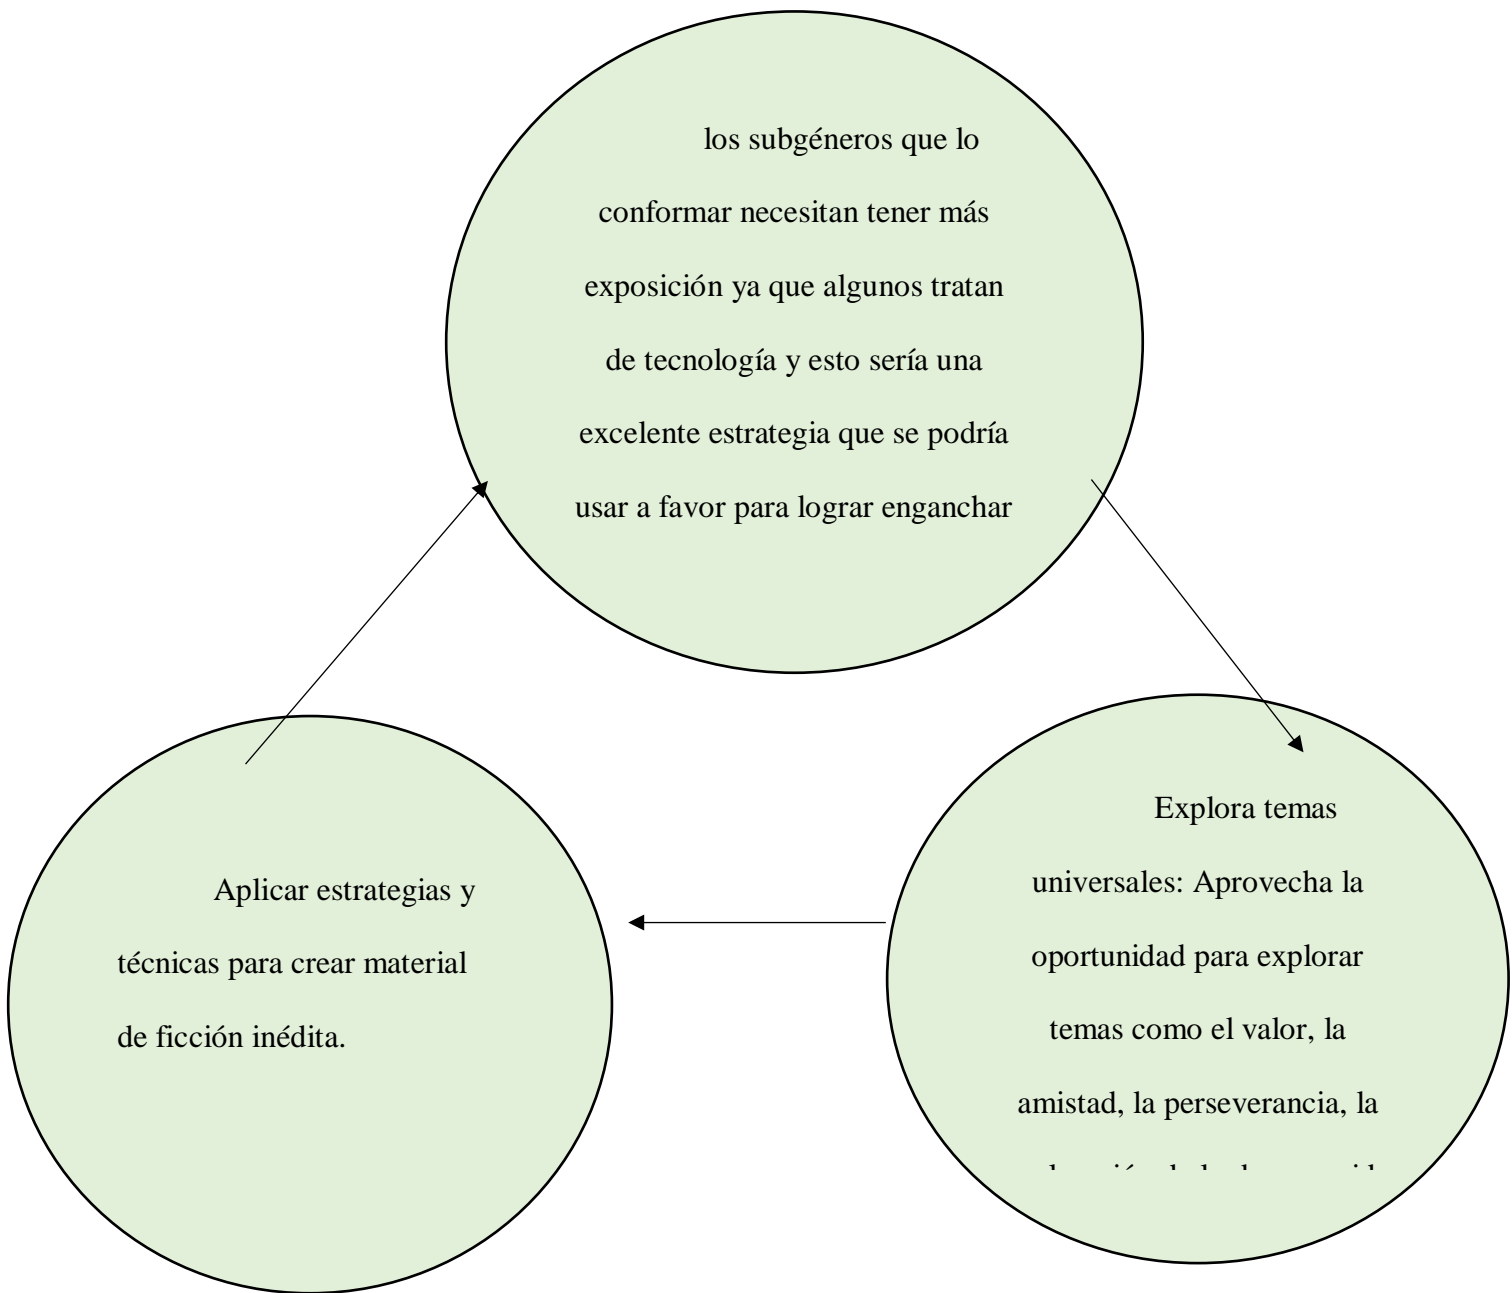 los subgéneros que lo
conformar necesitan tener más
exposición ya que algunos tratan
de tecnología y esto sería una
excelente estrategia que se podría
usar a favor para lograr enganchar
Explora temas
universales: Aprovecha la
oportunidad para explorar
temas como el valor, la
amistad, la perseverancia, la
Aplicar estrategias y
técnicas para crear material
de ficción inédita.